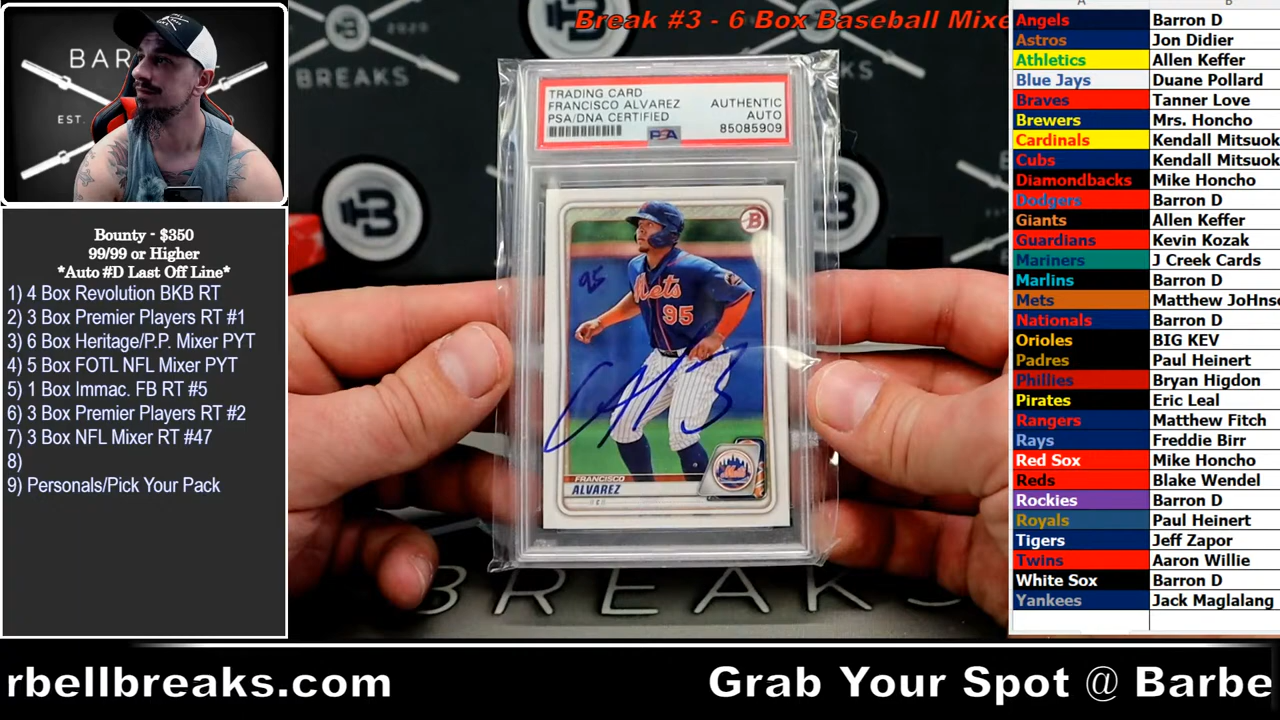 Break #3 - 6 Box Baseball Mixe
BAR
BREAKS
EST.
Bounty - $350
99/99 or Higher
*Auto #D Last Off Line*
1) 4 Box Revolution BKB RT
2) 3 Box Premier Players RT #1
3) 6 Box Heritage/P.P. Mixer PYT
4) 5 Box FOTL NFL Mixer PYT
5) 1 Box Immac. FB RT #5
6) 3 Box Premier Players RT #2
7) 3 Box NFL Mixer RT #47
8)
9) Personals/Pick Your Pack
BREAKS
TRADING CARD
FRANCISCO ALVAREZ
PSA/DNA CERTIFIED
AUTHENTIC
AUTO
85085909
PSA
B
95
Mets
95
Mets
FRANCISCO
ALVAREZ
BREAKS
A B
Angels Barron D
Astros Jon Didier
Athletics Allen Keffer
Blue Jays Duane Pollard
Braves Tanner Love
Brewers Mrs. Honcho
Cardinals Kendall Mitsuok
Cubs Kendall Mitsuok
Diamondbacks Mike Honcho
Dodgers Barron D
Giants Allen Keffer
Guardians Kevin Kozak
Mariners J Creek Cards
Marlins Barron D
Mets Matthew JoHnso
Nationals Barron D
Orioles BIG KEV
Padres Paul Heinert
Phillies Bryan Higdon
Pirates Eric Leal
Rangers Matthew Fitch
Rays Freddie Birr
Red Sox Mike Honcho
Reds Blake Wendel
Rockies Barron D
Royals Paul Heinert
Tigers Jeff Zapor
Twins Aaron Willie
White Sox Barron D
Yankees Jack Maglalang
rbellbreaks.com Grab Your Spot @ Barbe